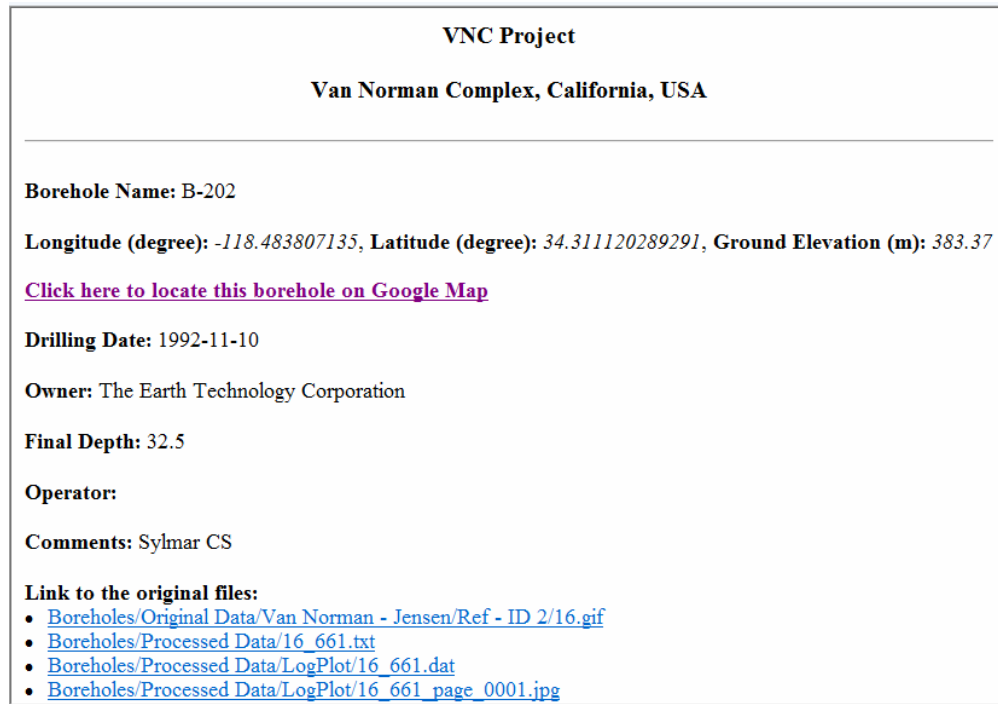 VNC Project
Van Norman Complex, California, USA
Borehole Name: B-202
Longitude (degree): -118.483807135, Latitude (degree): 34.311120289291, Ground Elevation (m): 383.37
Click here to locate this borehole on Google Map
Drilling Date: 1992-11-10
Owner: The Earth Technology Corporation
Final Depth: 32.5
Operator:
Comments: Sylmar CS
Link to the original files:
• Boreholes/Original Data/Van Norman - Jensen/Ref - ID 2/16.gif
• Boreholes/Processed Data/16_661.txt
• Boreholes/Processed Data/LogPlot/16_661.dat
• Boreholes/Processed Data/LogPlot/16_661_page_0001.jpg